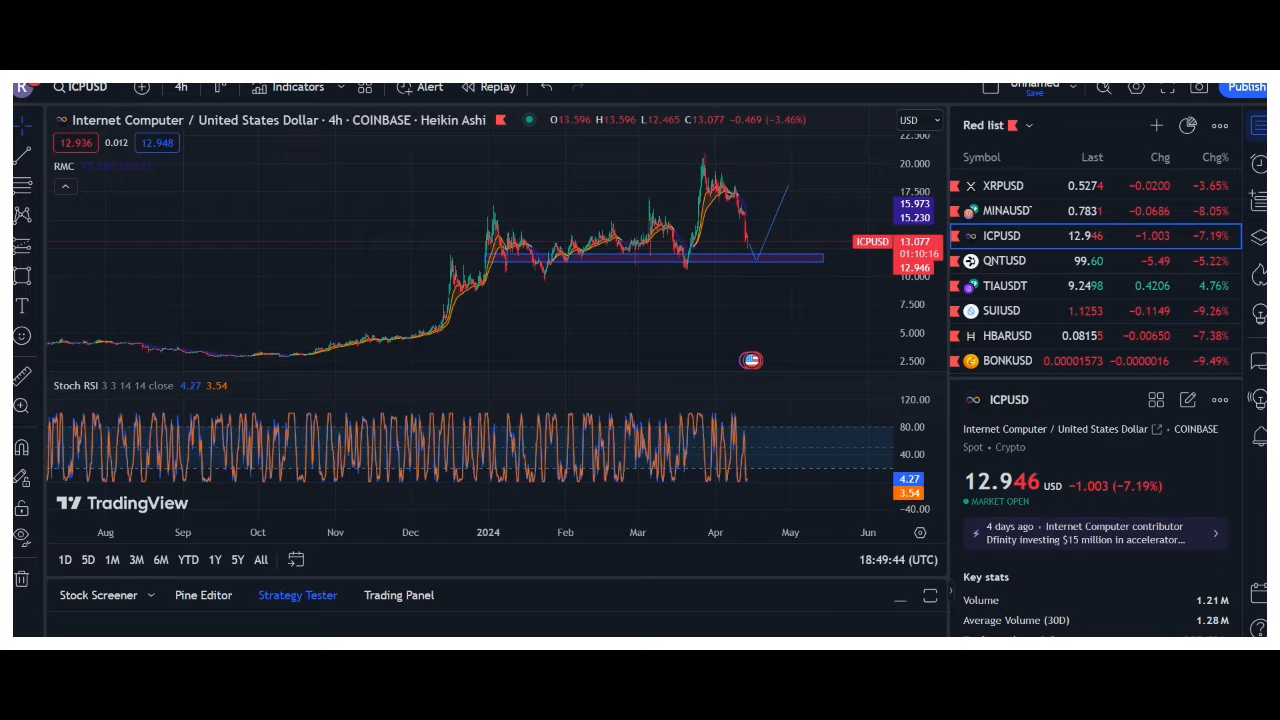 R
ICPUSD
4h
Indicators
Alert
Replay
Unnamed
Save
Publish
Internet Computer / United States Dollar · 4h · COINBASE · Heikin Ashi
O13.596 H13.596 L12.465 C13.077 −0.469 (−3.46%)
12.936
0.012
12.948
RMC
USD
22.500
20.000
17.500
15.973
15.230
ICPUSD
13.077
01:10:16
12.946
10.000
7.500
5.000
2.500
Stoch RSI 3 3 14 14 close 4.27 3.54
120.00
80.00
40.00
4.27
3.54
−40.00
TradingView
Aug
Sep
Oct
Nov
Dec
2024
Feb
Mar
Apr
May
Jun
1D
5D
1M
3M
6M
YTD
1Y
5Y
All
18:49:44 (UTC)
Stock Screener
Pine Editor
Strategy Tester
Trading Panel
Red list
Symbol Last Chg Chg%
XRPUSD 0.5274 −0.0200 −3.65%
MINAUSD 0.7831 −0.0686 −8.05%
ICPUSD 12.946 −1.003 −7.19%
QNTUSD 99.60 −5.49 −5.22%
TIAUSDT 9.2498 0.4206 4.76%
SUIUSD 1.1253 −0.1149 −9.26%
HBARUSD 0.08155 −0.00650 −7.38%
BONKUSD 0.00001573 −0.0000016 −9.49%
ICPUSD
Internet Computer / United States Dollar • COINBASE
Spot • Crypto
12.946 USD −1.003 (−7.19%)
MARKET OPEN
4 days ago • Internet Computer contributor
Dfinity investing $15 million in accelerator...
Key stats
Volume 1.21 M
Average Volume (30D) 1.28 M